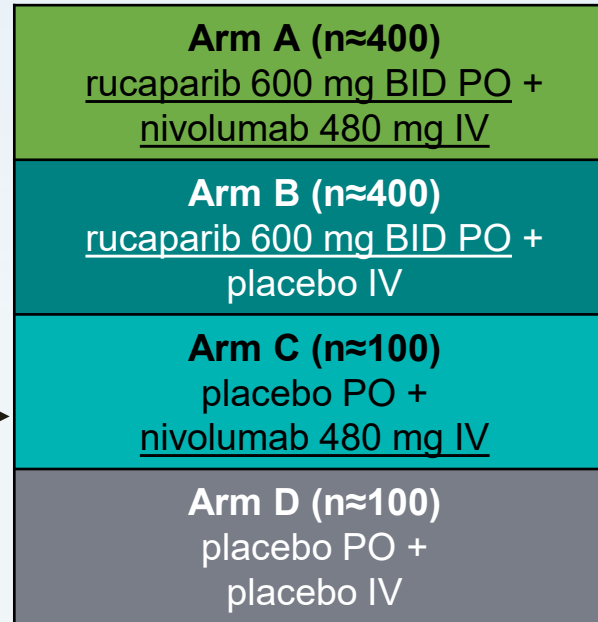 Arm A (n≈400)
rucaparib 600 mg BID PO +
nivolumab 480 mg IV
Arm B (n≈400)
rucaparib 600 mg BID PO +
placebo IV
Arm C (n≈100)
placebo PO +
nivolumab 480 mg IV
Arm D (n≈100)
placebo PO +
placebo IV